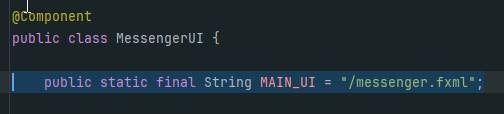 @Component
public class MessengerUI {
public static final String MAIN_UI = "/messenger.fxml";